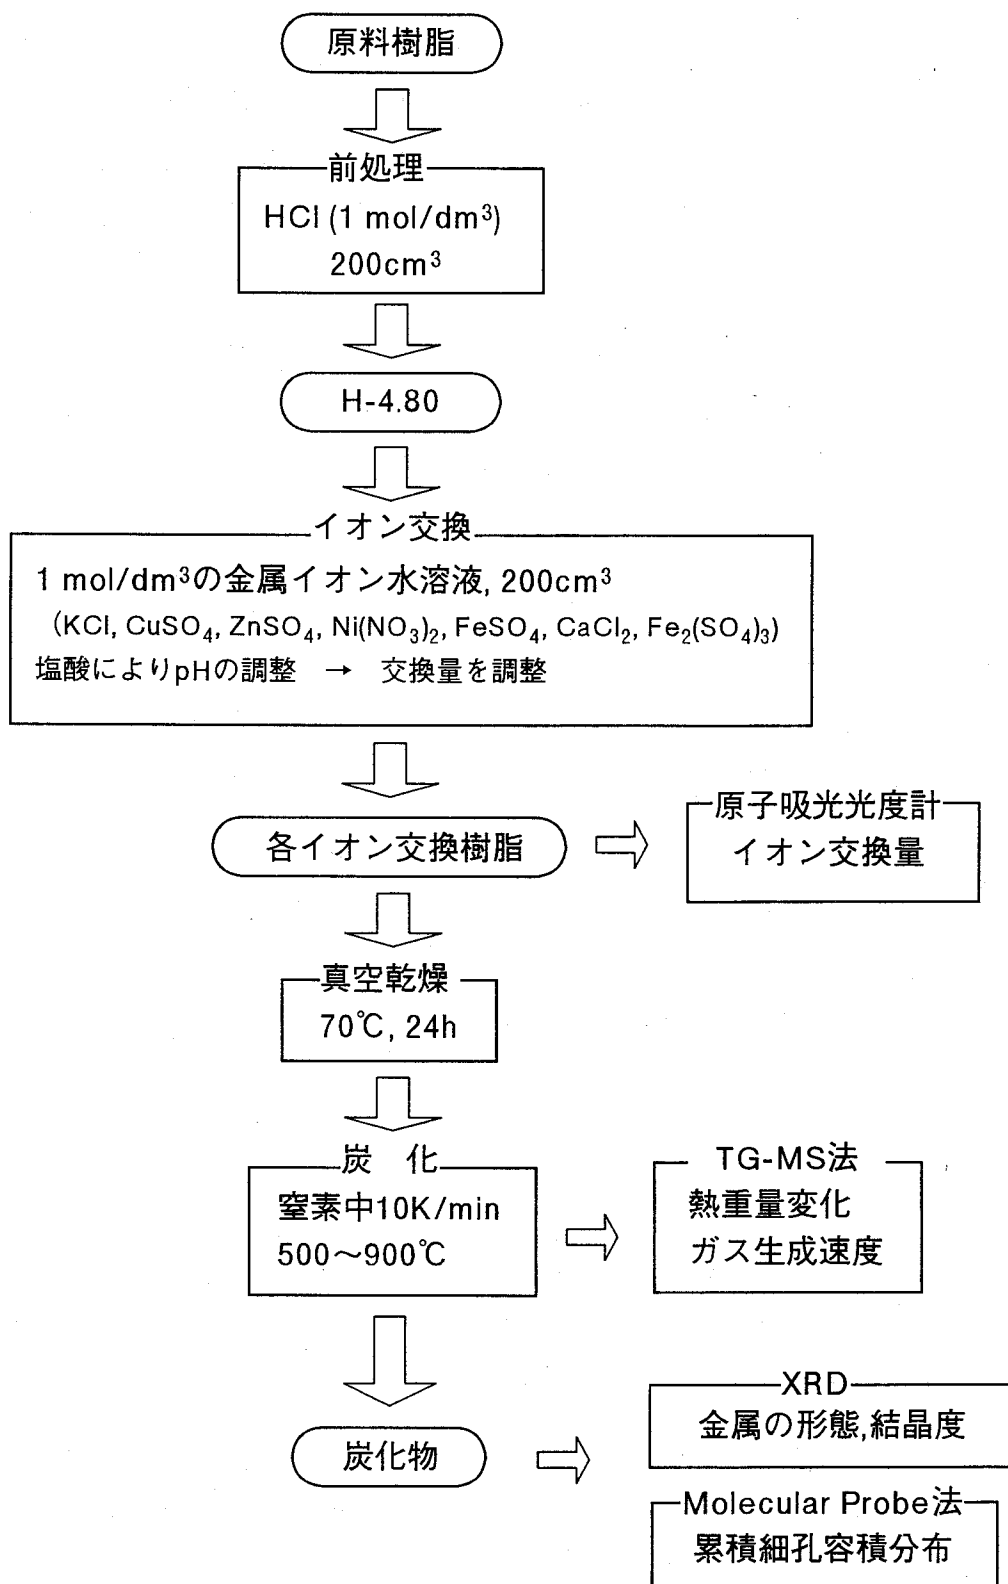 原料樹脂
前処理
HCl (1 mol/dm³)
200cm³
H-4.80
イオン交換
1 mol/dm³の金属イオン水溶液, 200cm³
(KCl, CuSO₄, ZnSO₄, Ni(NO₃)₂, FeSO₄, CaCl₂, Fe₂(SO₄)₃)
塩酸によりpHの調整 → 交換量を調整
各イオン交換樹脂
原子吸光光度計
イオン交換量
真空乾燥
70℃, 24h
炭 化
窒素中10K/min
500～900℃
TG-MS法
熱重量変化
ガス生成速度
炭化物
XRD
金属の形態,結晶度
Molecular Probe法
累積細孔容積分布